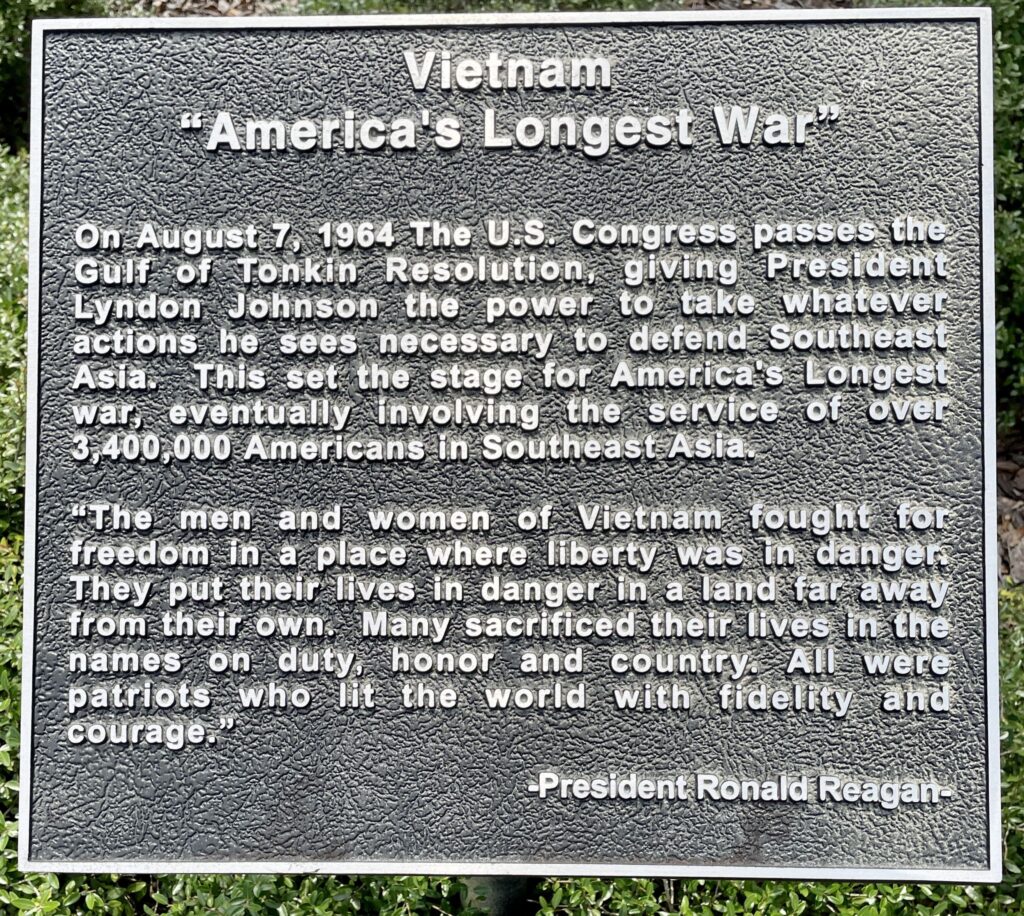 Vietnam
“America's Longest War”
On August 7, 1964 The U.S. Congress passes the
Gulf of Tonkin Resolution, giving President
Lyndon Johnson the power to take whatever
actions he sees necessary to defend Southeast
Asia. This set the stage for America's Longest
war, eventually involving the service of over
3,400,000 Americans in Southeast Asia.
“The men and women of Vietnam fought for
freedom in a place where liberty was in danger.
They put their lives in danger in a land far away
from their own. Many sacrificed their lives in the
names on duty, honor and country. All were
patriots who lit the world with fidelity and
courage.”
-President Ronald Reagan-